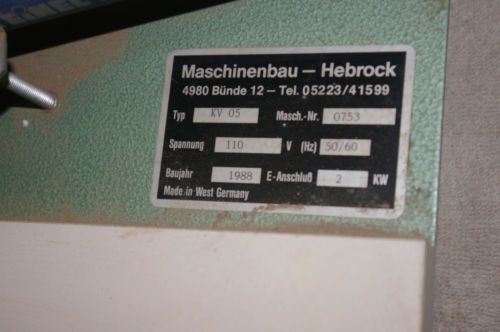 Maschinenbau – Hebrock
4980 Bünde 12 – Tel. 05223/41599
Typ KV 05 Masch.-Nr. 0753
Spannung 110 V (Hz) 50/60
Baujahr 1988 E-Anschluß 2 KW
Made in West Germany